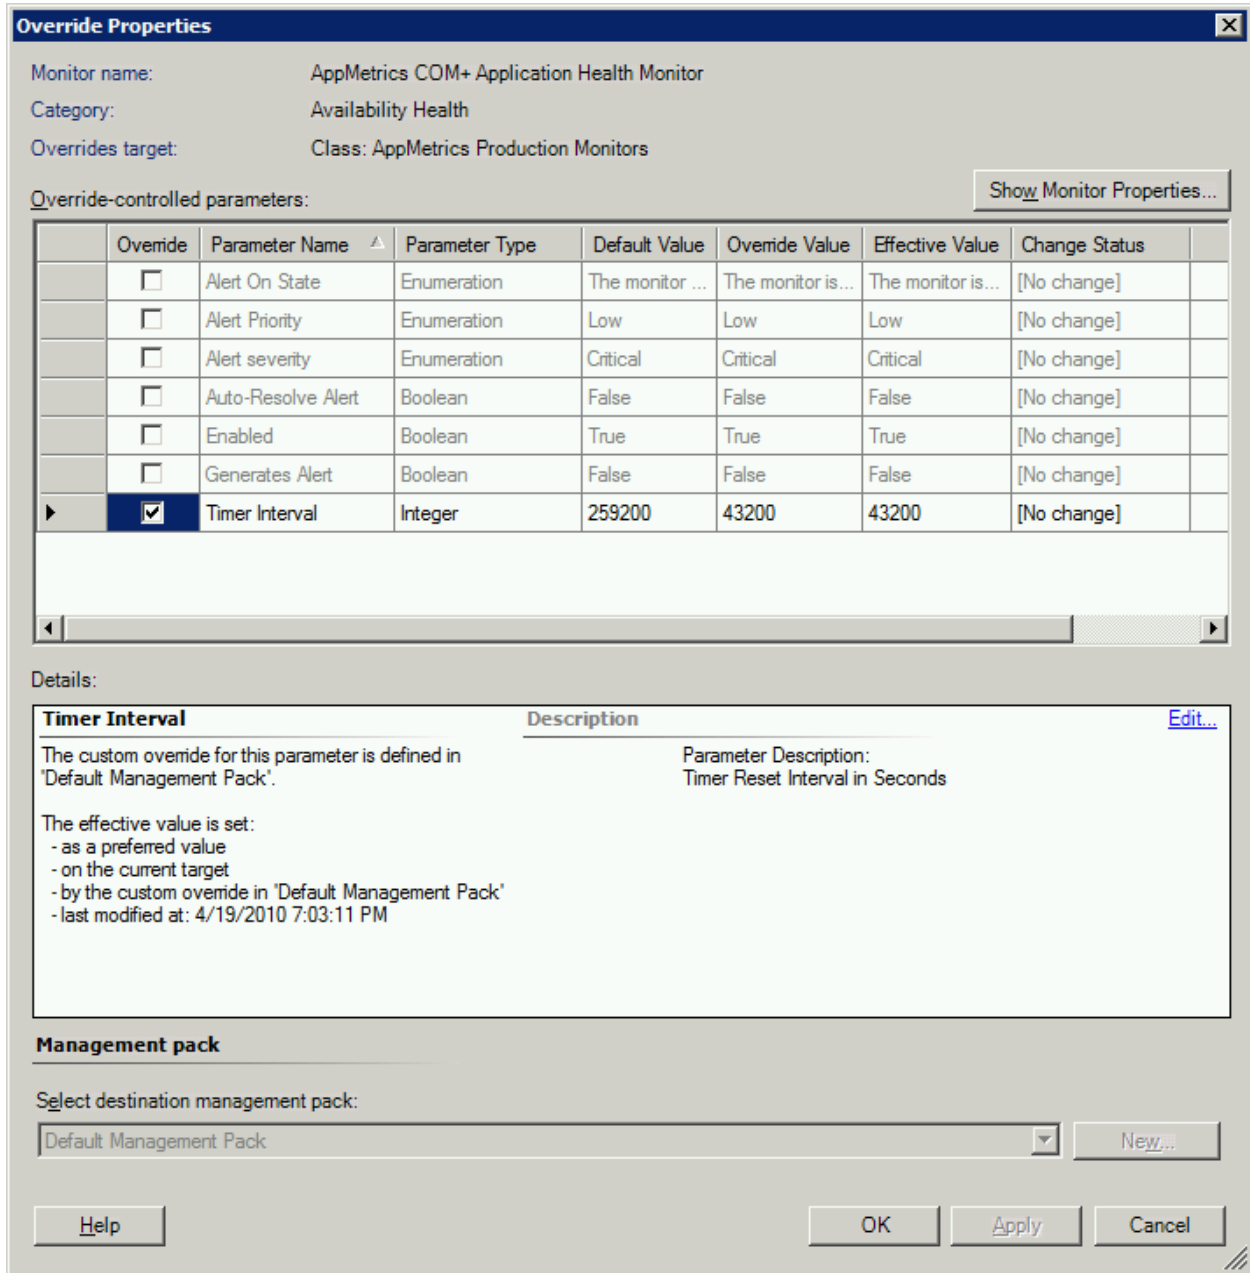 Override Properties
Monitor name: AppMetrics COM+ Application Health Monitor
Category: Availability Health
Overrides target: Class: AppMetrics Production Monitors
Show Monitor Properties...
Override-controlled parameters:
Override Parameter Name Parameter Type Default Value Override Value Effective Value Change Status
Alert On State Enumeration The monitor ... The monitor is... The monitor is... [No change]
Alert Priority Enumeration Low Low Low [No change]
Alert severity Enumeration Critical Critical Critical [No change]
Auto-Resolve Alert Boolean False False False [No change]
Enabled Boolean True True True [No change]
Generates Alert Boolean False False False [No change]
Timer Interval Integer 259200 43200 43200 [No change]
Details:
Timer Interval Description Edit...
The custom override for this parameter is defined in
'Default Management Pack'.
Parameter Description:
Timer Reset Interval in Seconds
The effective value is set:
- as a preferred value
- on the current target
- by the custom override in 'Default Management Pack'
- last modified at: 4/19/2010 7:03:11 PM
Management pack
Select destination management pack:
Default Management Pack New...
Help OK Apply Cancel